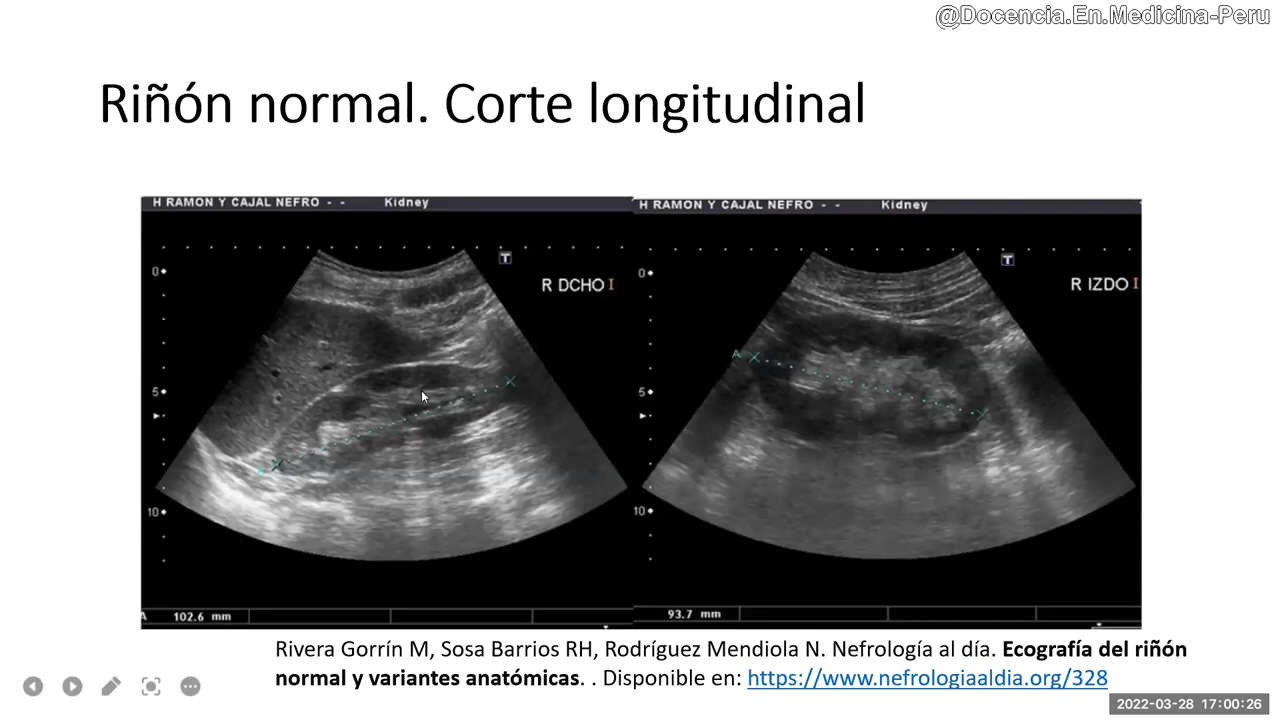 @Docencia.En.Medicina-Peru
Riñón normal. Corte longitudinal
H RAMON Y CAJAL NEFRO - - Kidney
H RAMON Y CAJAL NEFRO - - Kidney
T
T
R DCHO I
R IZDO I
0
0
A
5
5
10
10
A 102.6 mm
93.7 mm
Rivera Gorrín M, Sosa Barrios RH, Rodríguez Mendiola N. Nefrología al día. Ecografía del riñón
normal y variantes anatómicas. . Disponible en: https://www.nefrologiaaldia.org/328
2022-03-28 17:00:26